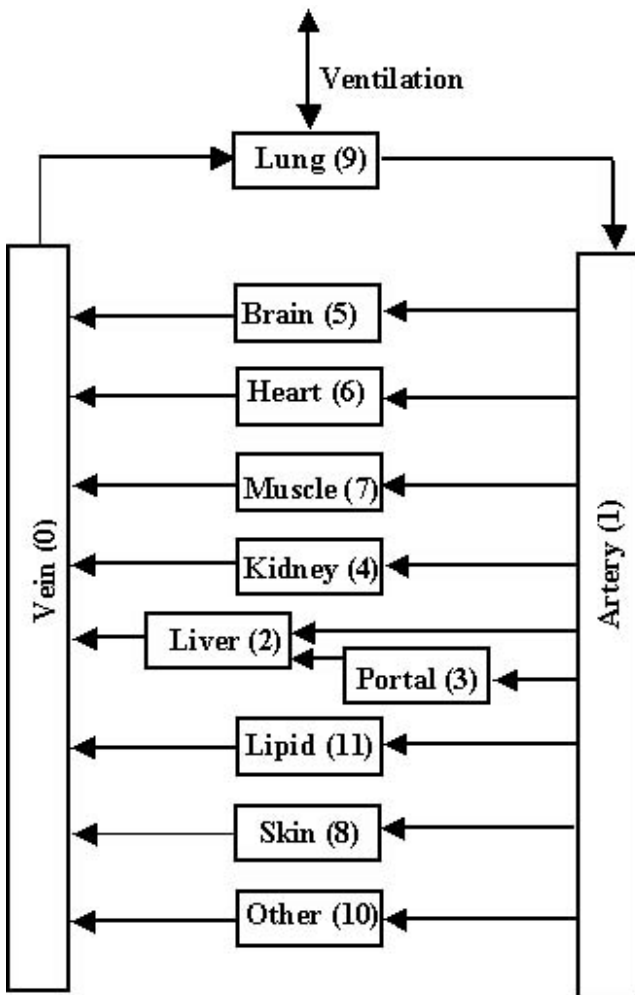 Ventilation
Lung (9)
Brain (5)
Heart (6)
Muscle (7)
Kidney (4)
Liver (2)
Portal (3)
Lipid (11)
Skin (8)
Other (10)
Vein (0)
Artery (1)